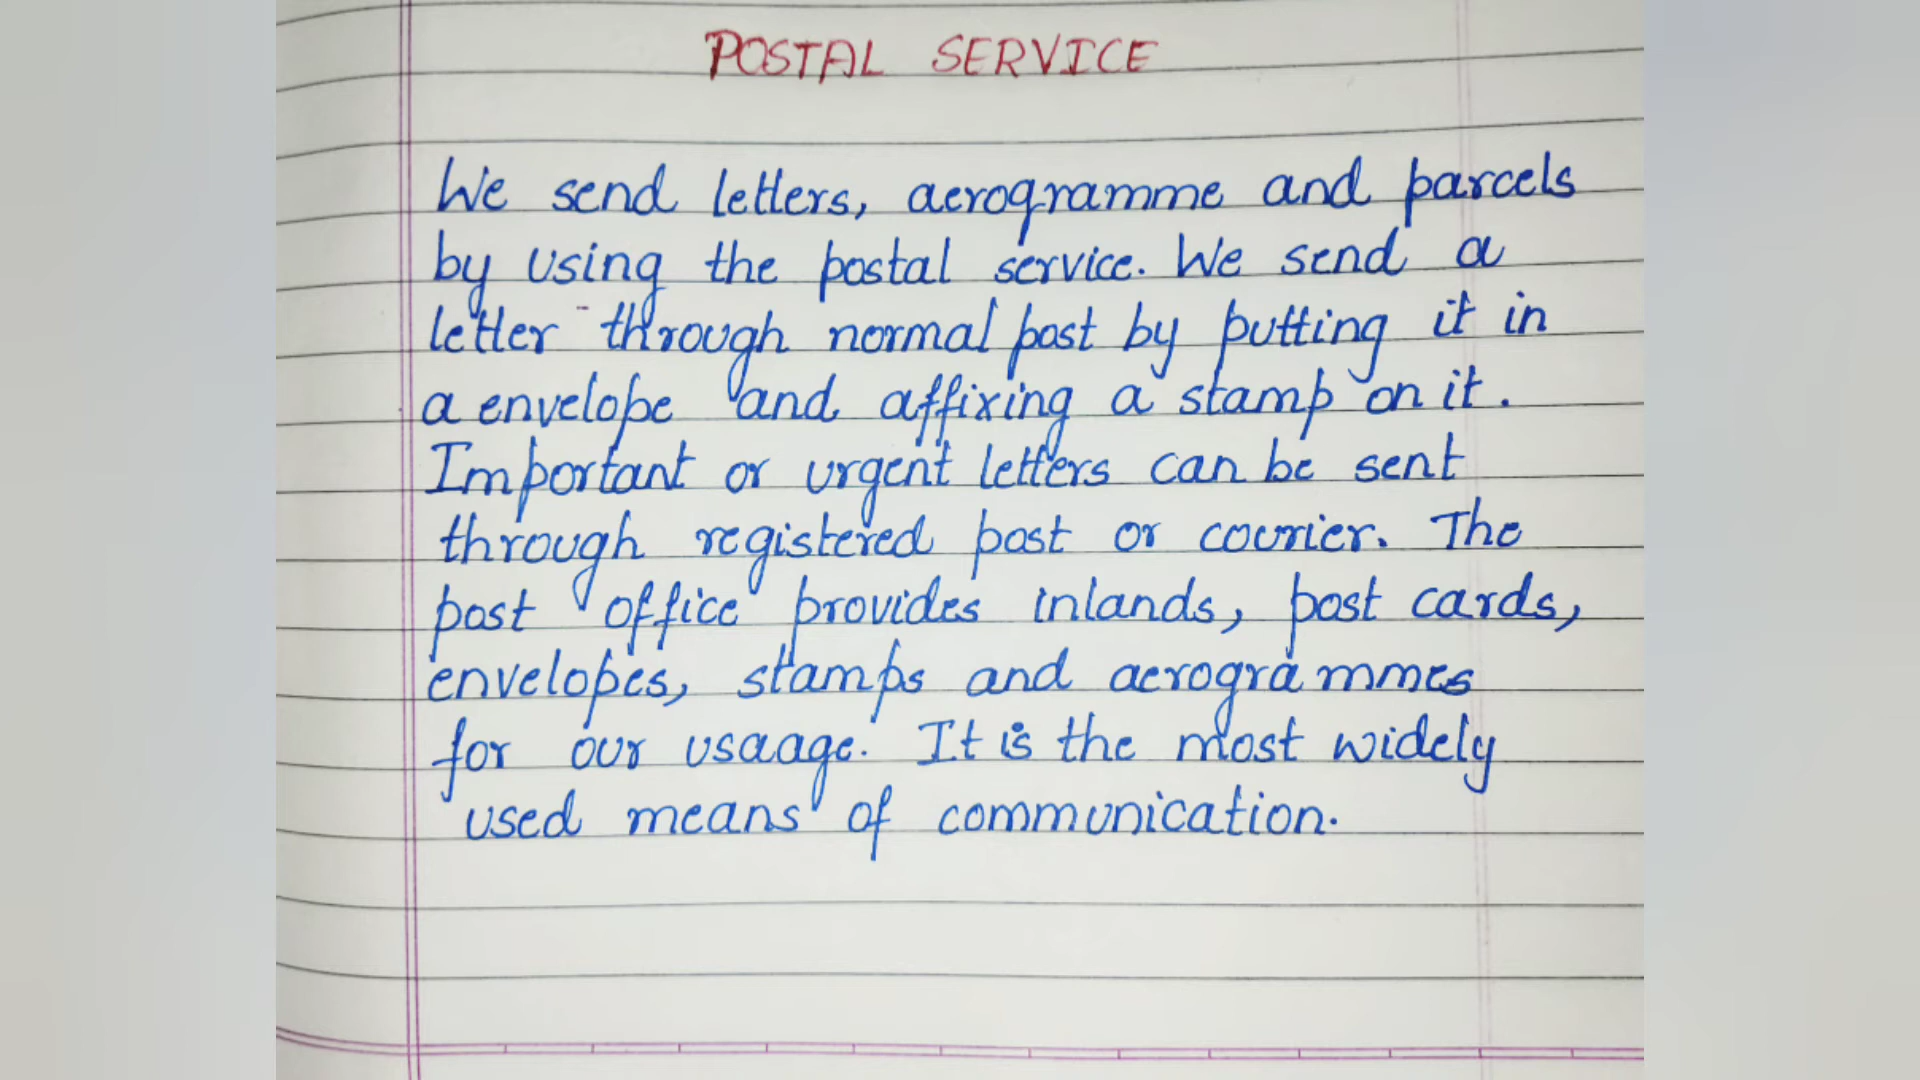 POSTAL SERVICE
We send letters, aerogramme and parcels
by using the postal service. We send a
letter through normal post by putting it in
a envelope and affixing a stamp on it.
Important or urgent letters can be sent
through registered post or courier. The
post office provides inlands, post cards,
envelopes, stamps and aerogrammes
for our usaage. It is the most widely
used means of communication.